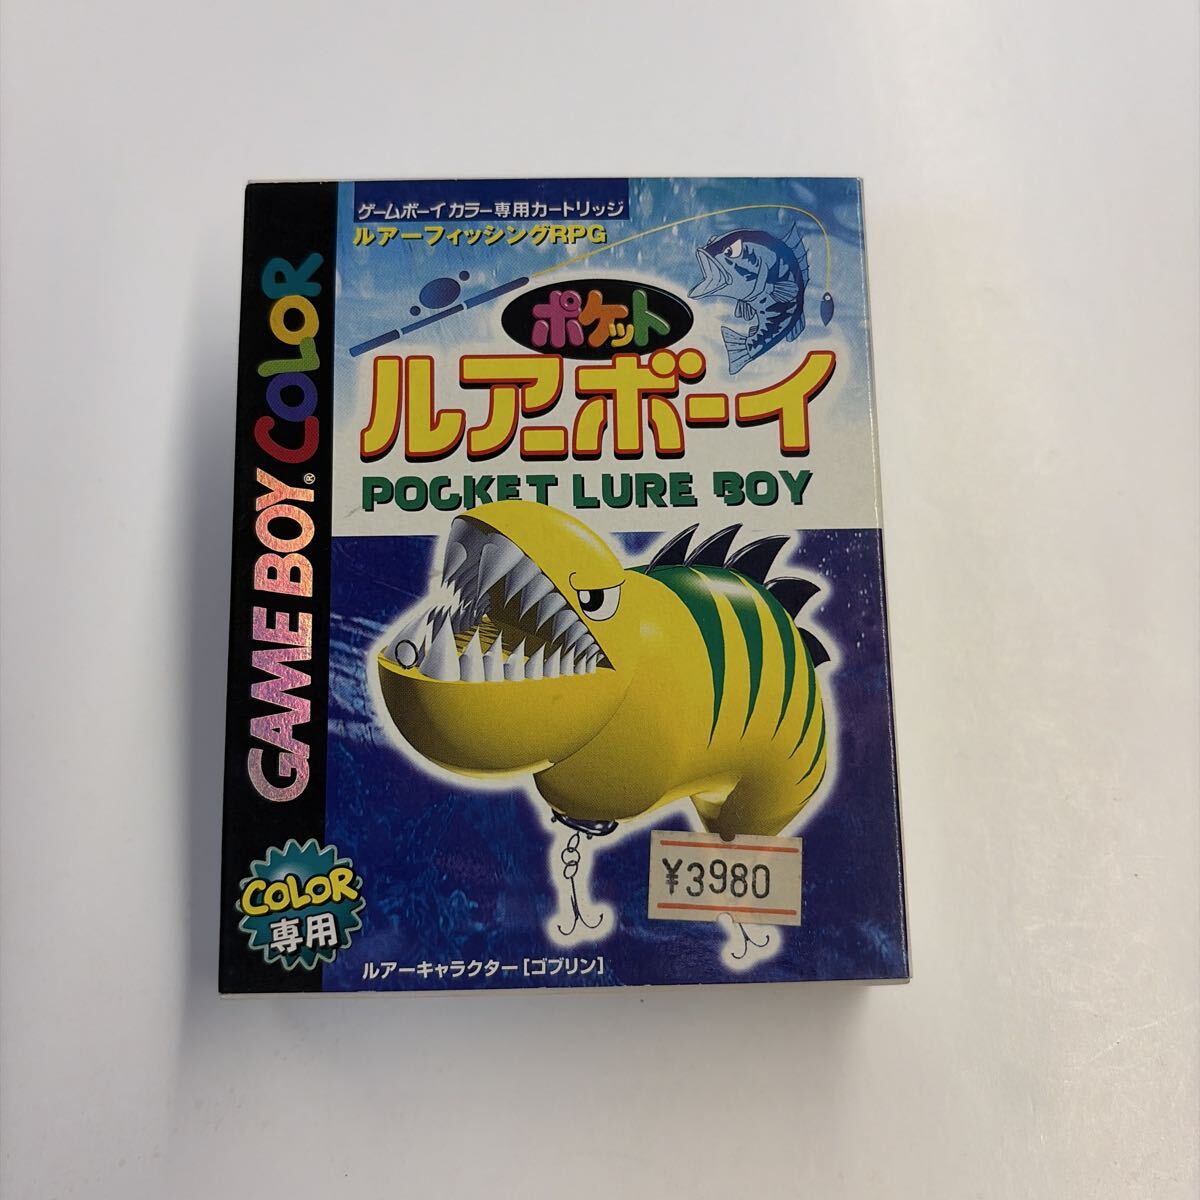 ゲームボーイカラー専用カートリッジ
ルアーフィッシングRPG
ポケット
ルアーボーイ
POCKET LURE BOY
GAME BOY® COLOR
¥3980
COLOR
専用
ルアーキャラクター[ゴブリン]